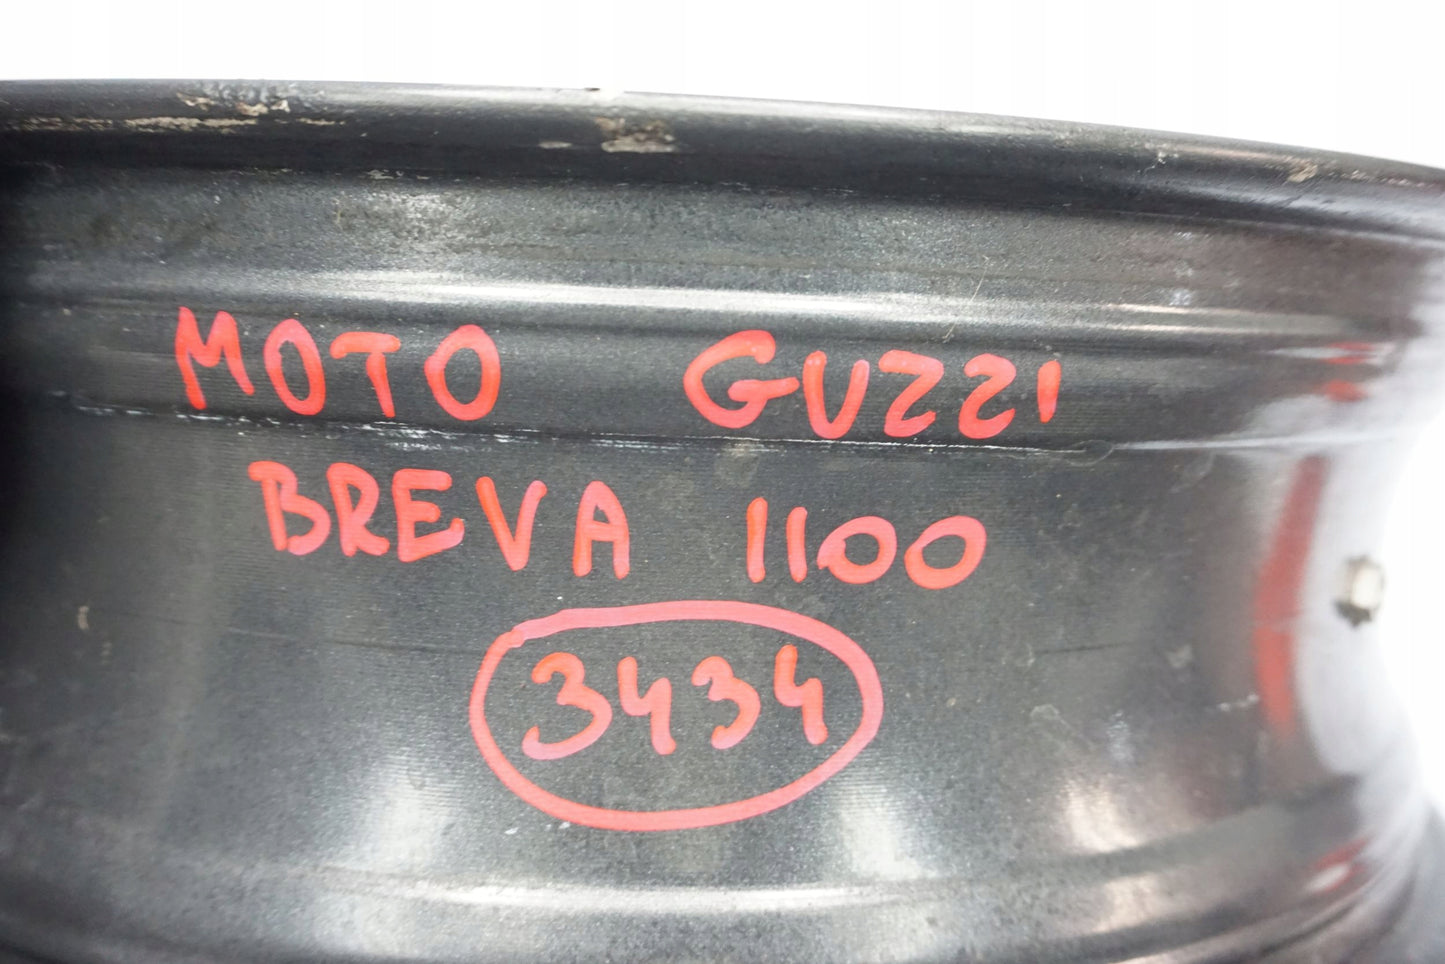 MOTO GUZZI
BREVA 1100
3434